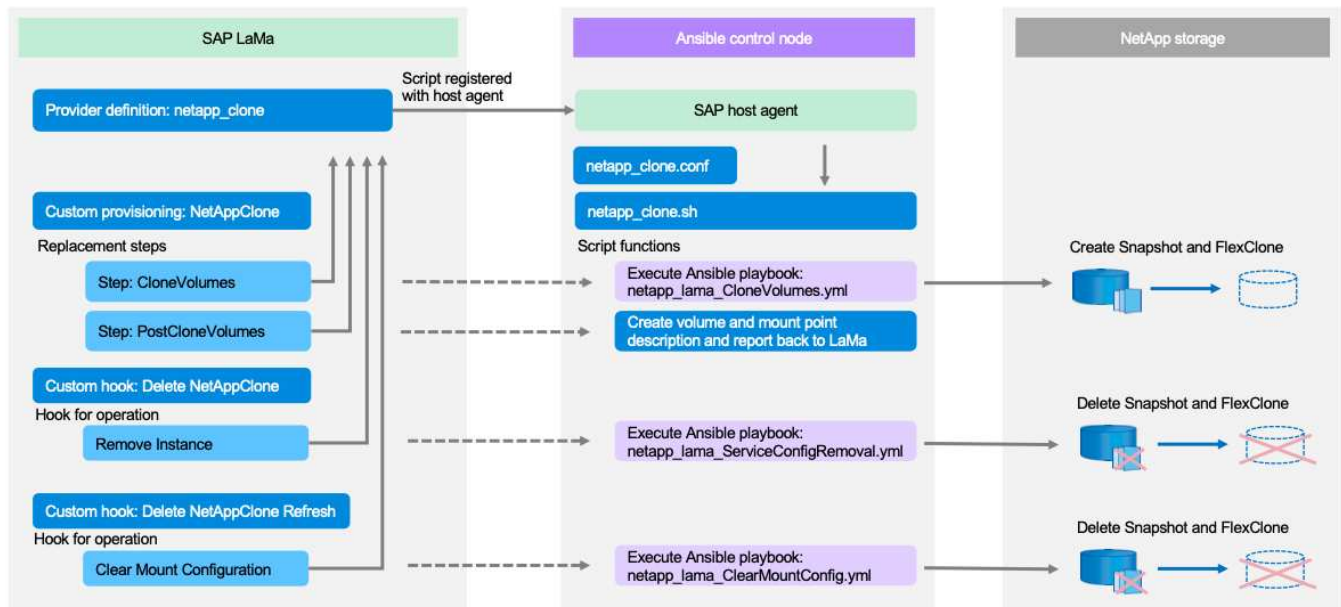 SAP LaMa
Ansible control node
NetApp storage
Script registered
with host agent
Provider definition: netapp_clone
SAP host agent
netapp_clone.conf
Custom provisioning: NetAppClone
netapp_clone.sh
Replacement steps
Script functions
Create Snapshot and FlexClone
Step: CloneVolumes
Execute Ansible playbook:
netapp_lama_CloneVolumes.yml
Step: PostCloneVolumes
Create volume and mount point
description and report back to LaMa
Custom hook: Delete NetAppClone
Hook for operation
Delete Snapshot and FlexClone
Remove Instance
Execute Ansible playbook:
netapp_lama_ServiceConfigRemoval.yml
Custom hook: Delete NetAppClone Refresh
Hook for operation
Delete Snapshot and FlexClone
Clear Mount Configuration
Execute Ansible playbook:
netapp_lama_ClearMountConfig.yml